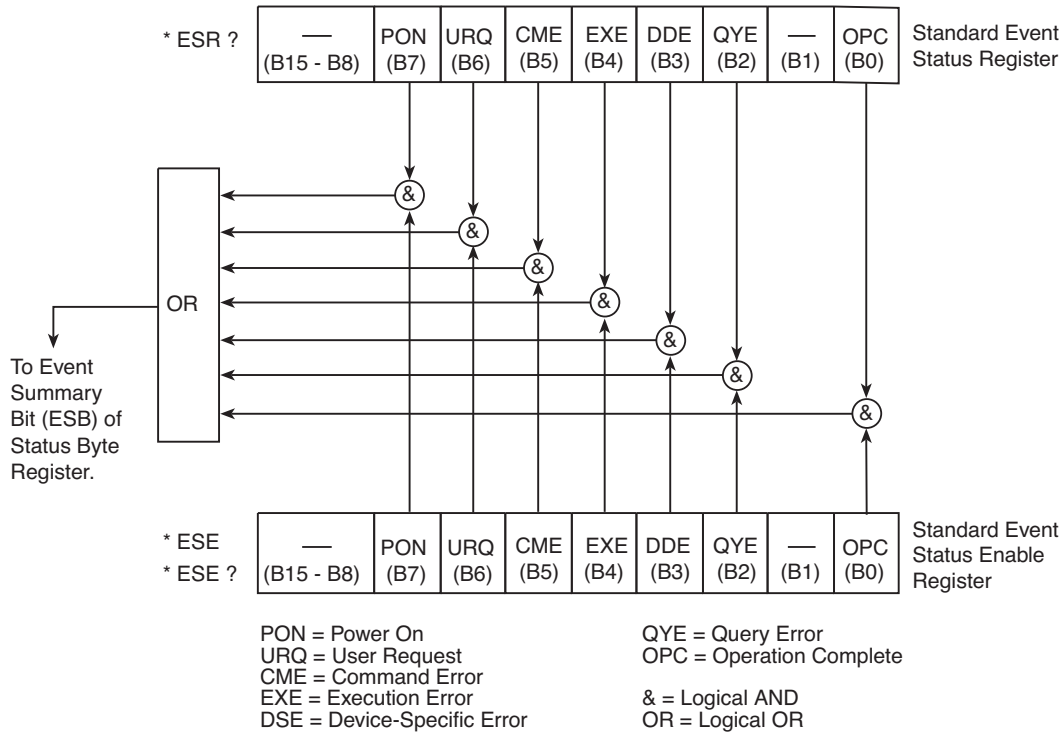 * ESR ?
— PON URQ CME EXE DDE QYE — OPC
(B15 - B8) (B7) (B6) (B5) (B4) (B3) (B2) (B1) (B0)
Standard Event
Status Register
&
&
&
&
&
&
&
OR
To Event
Summary
Bit (ESB) of
Status Byte
Register.
* ESE
* ESE ?
— PON URQ CME EXE DDE QYE — OPC
(B15 - B8) (B7) (B6) (B5) (B4) (B3) (B2) (B1) (B0)
Standard Event
Status Enable
Register
PON = Power On
URQ = User Request
CME = Command Error
EXE = Execution Error
DSE = Device-Specific Error
QYE = Query Error
OPC = Operation Complete
& = Logical AND
OR = Logical OR